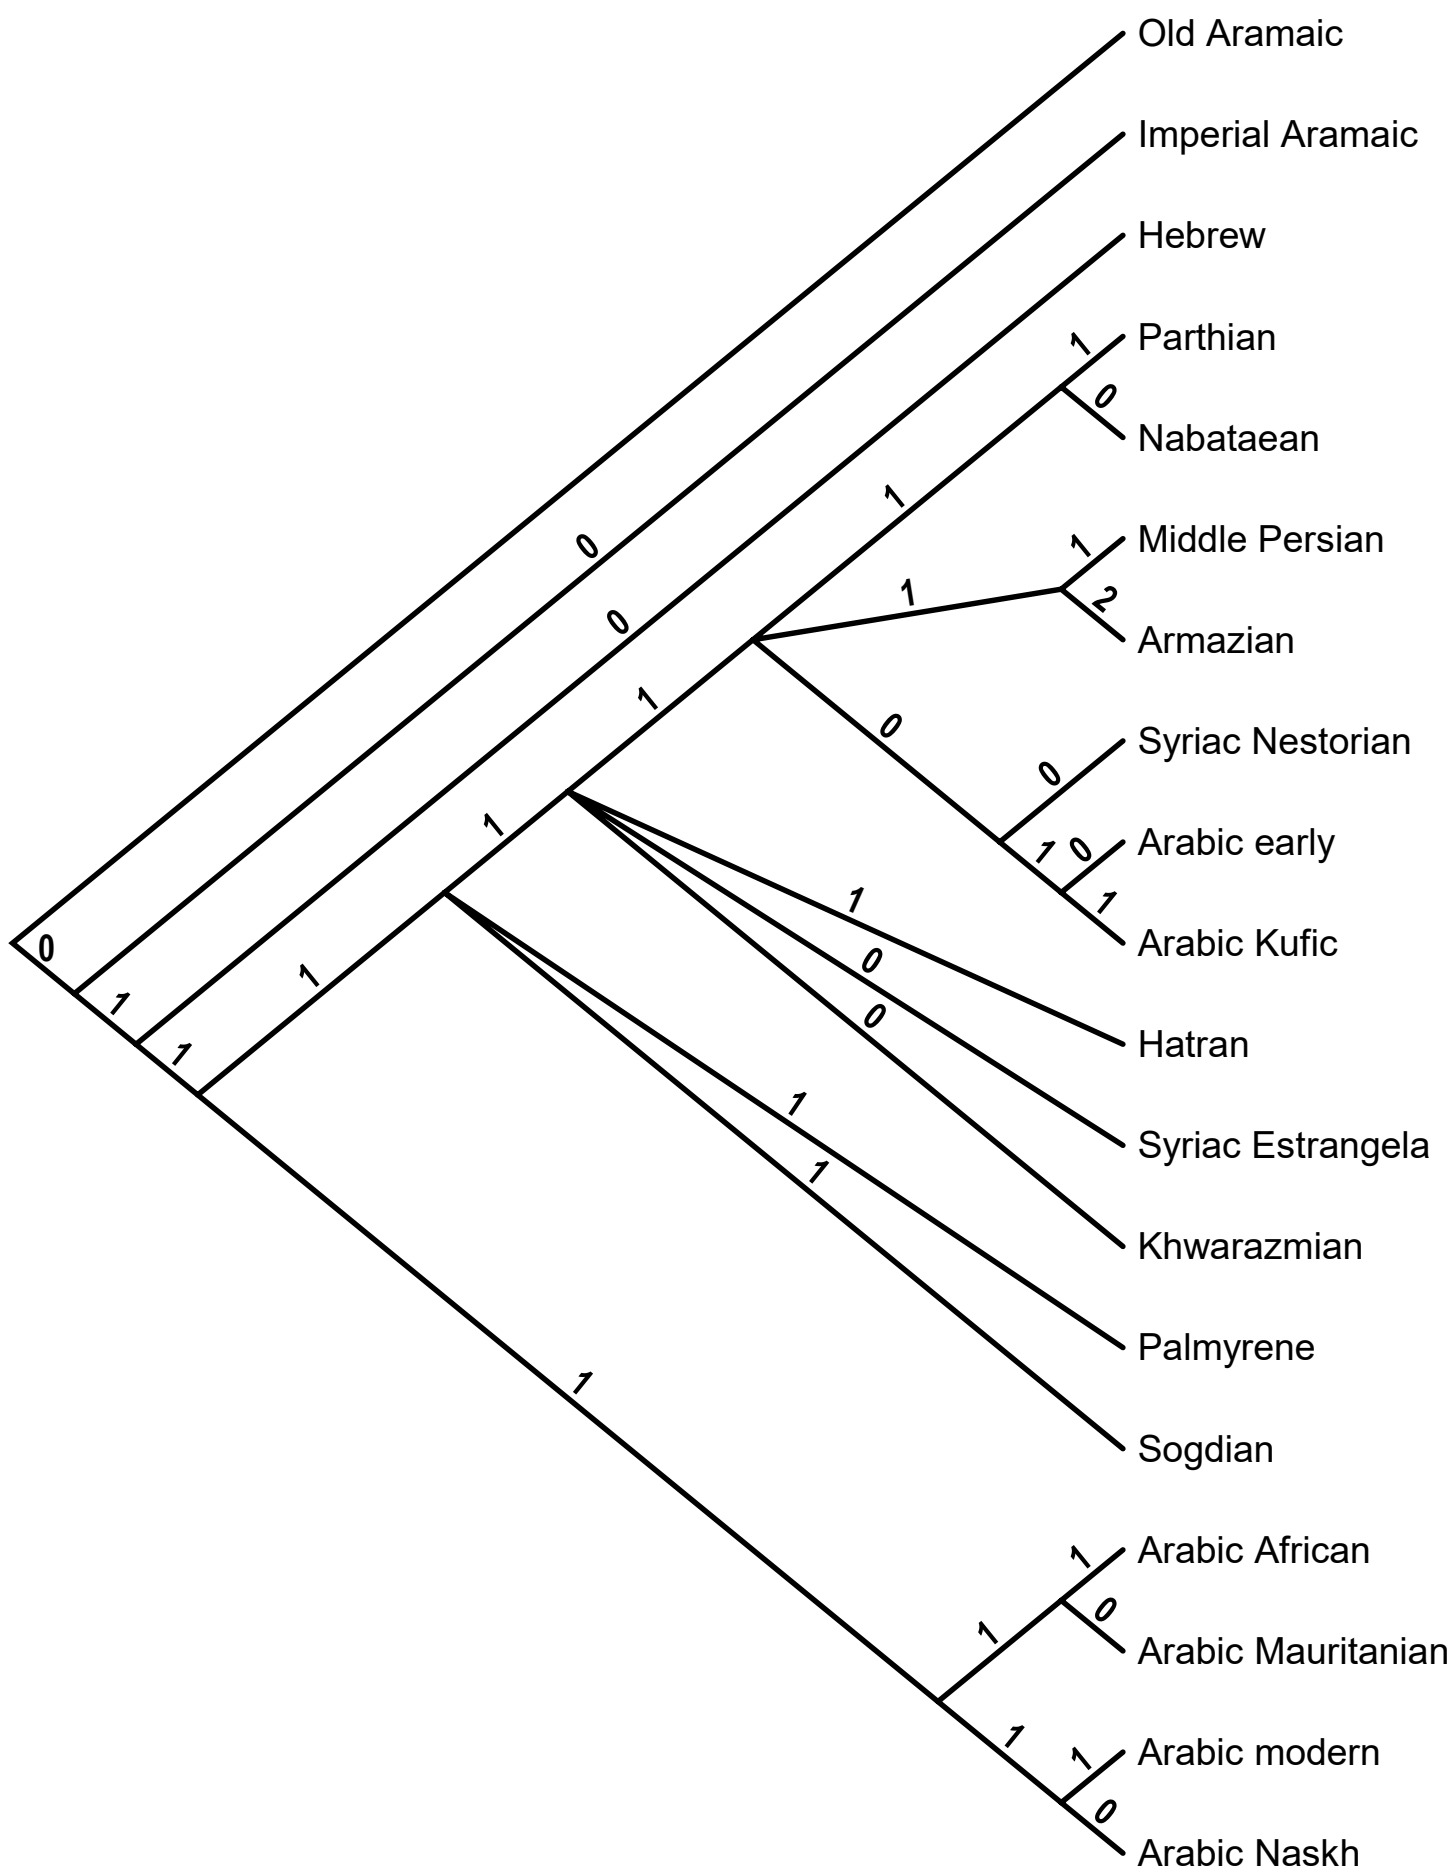 Old Aramaic
Imperial Aramaic
Hebrew
1 Parthian
0
Nabataean
1
1 Middle Persian
1
2
Armazian
0
0
1
0
0 Syriac Nestorian
1 0 Arabic early
1
1
1
Arabic Kufic
0
0
1
1
0
Hatran
1
1
Syriac Estrangela
1
Khwarazmian
Palmyrene
1
Sogdian
1 Arabic African
0
1
Arabic Mauritanian
1
1 Arabic modern
0
Arabic Naskh